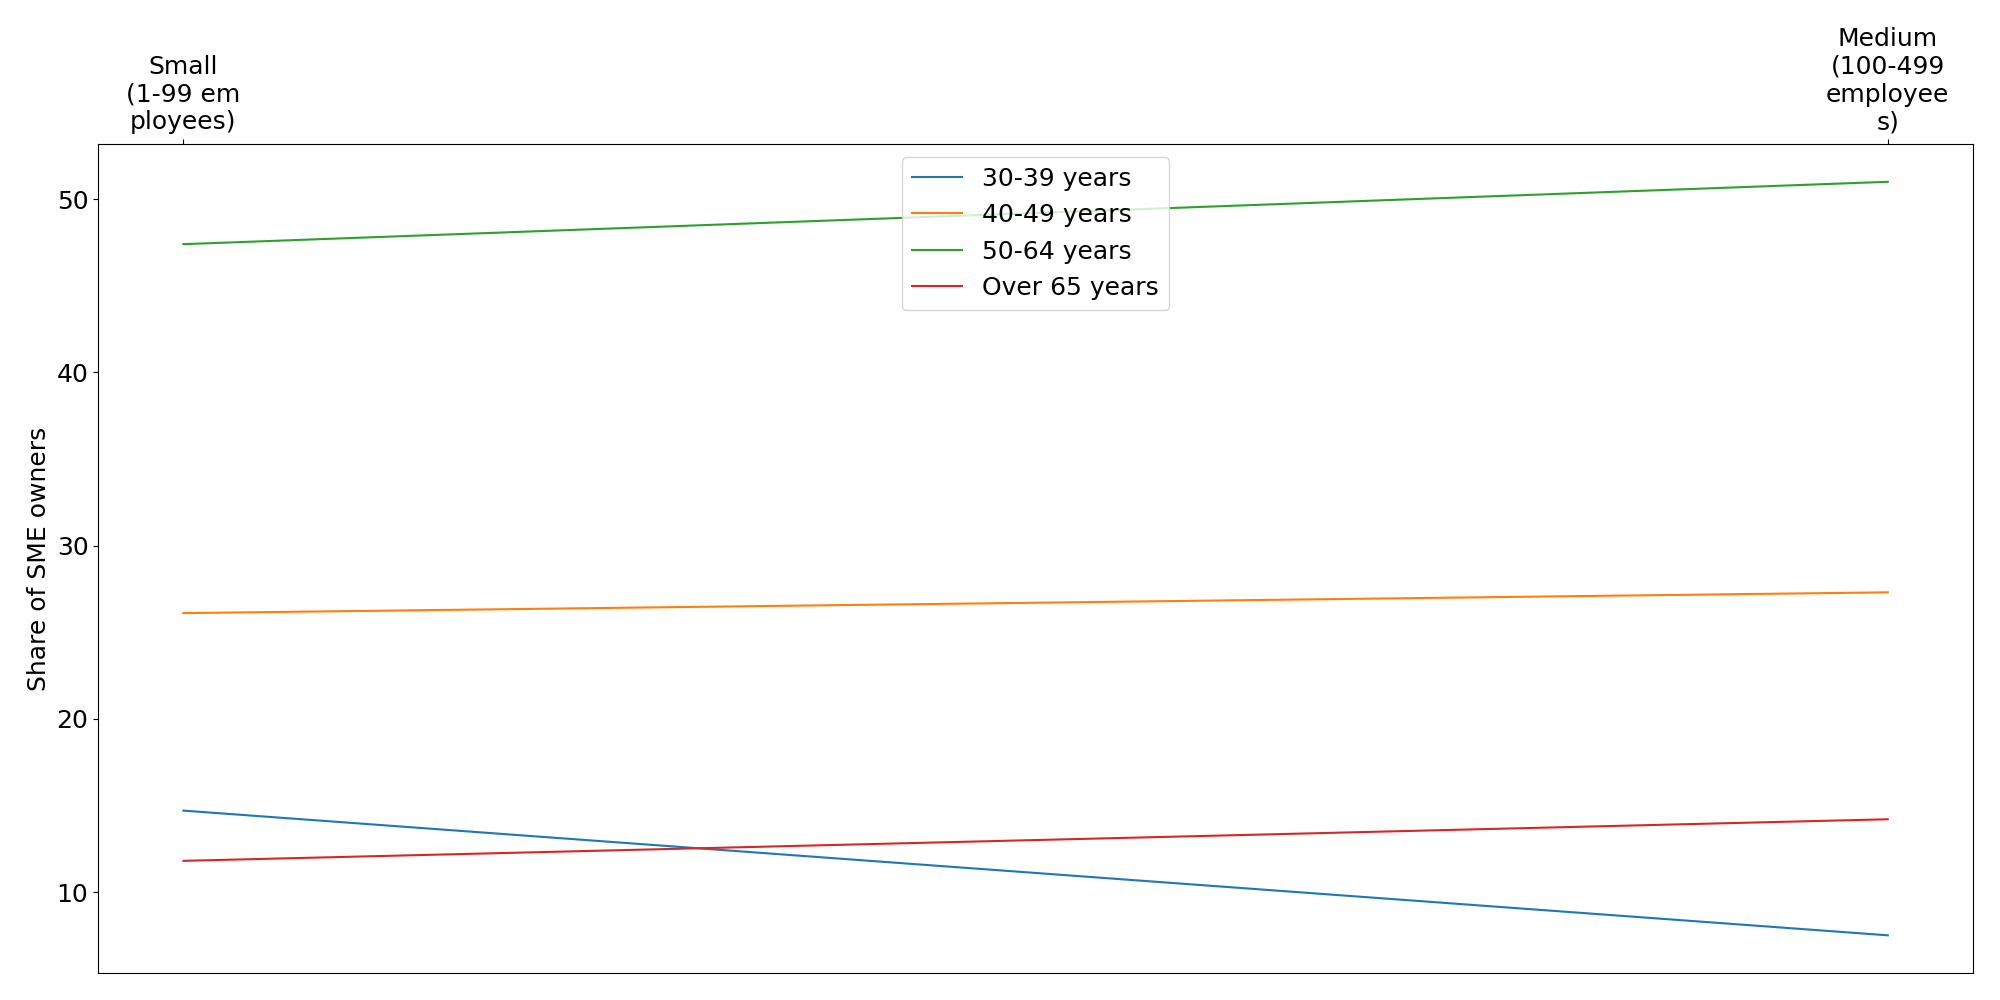 Small
(1-99 em
ployees)
Medium
(100-499
employee
s)
Share of SME owners
50
40
30
20
10
30-39 years
40-49 years
50-64 years
Over 65 years